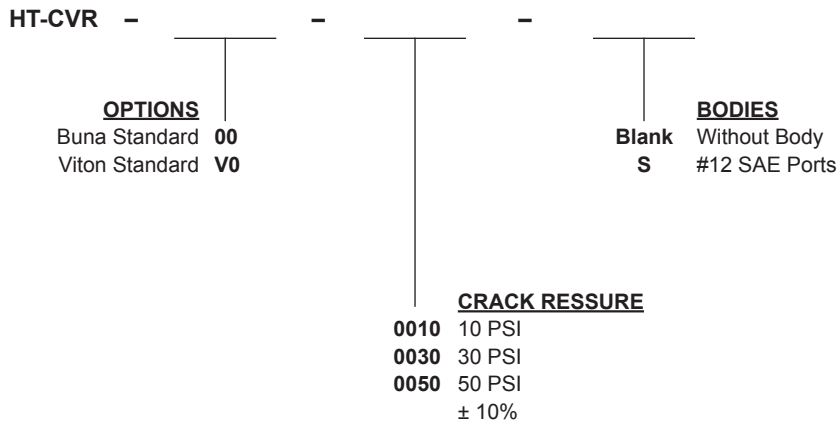 HT-CVR – – –
OPTIONS
Buna Standard 00
Viton Standard V0
BODIES
Blank Without Body
S #12 SAE Ports
CRACK RESSURE
0010 10 PSI
0030 30 PSI
0050 50 PSI
± 10%